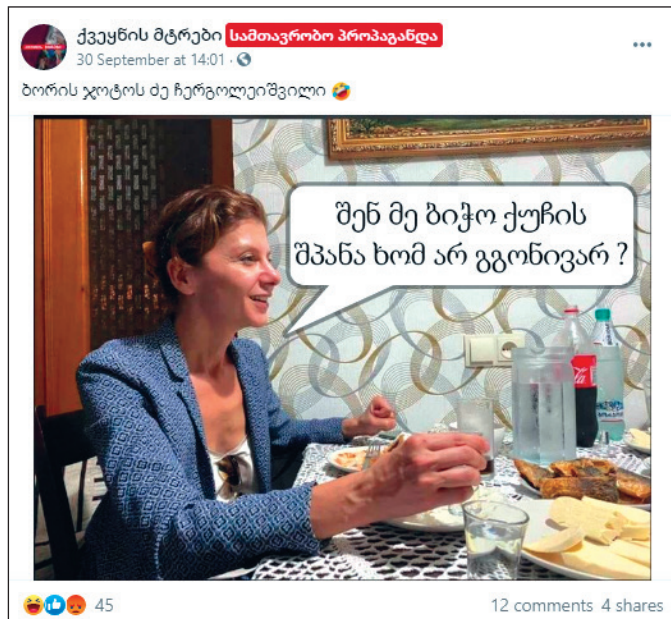 ქვეყნის მტრები სამთავრობო პროპაგანდა
30 September at 14:01
ბორის ჯოტოს ძე ჩერგოლეიშვილი
შენ მე ბიჭო ქუჩის
შპანა ხომ არ გგონივარ ?
45
12 comments 4 shares